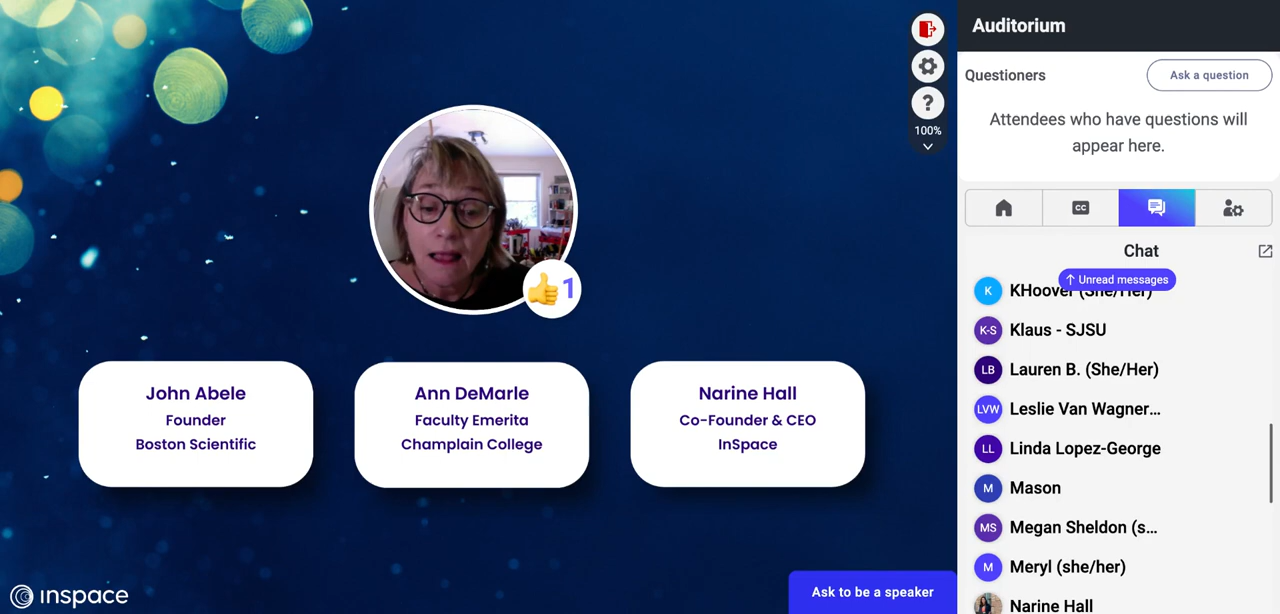 Auditorium
Questioners
Ask a question
Attendees who have questions will
appear here.
?
100%
CC
Chat
↑ Unread messages
K KHoover (She/Her)
K-S Klaus - SJSU
LB Lauren B. (She/Her)
LVW Leslie Van Wagner...
LL Linda Lopez-George
M Mason
MS Megan Sheldon (s...
M Meryl (she/her)
Narine Hall
1
John Abele
Founder
Boston Scientific
Ann DeMarle
Faculty Emerita
Champlain College
Narine Hall
Co-Founder & CEO
InSpace
Ask to be a speaker
inspace